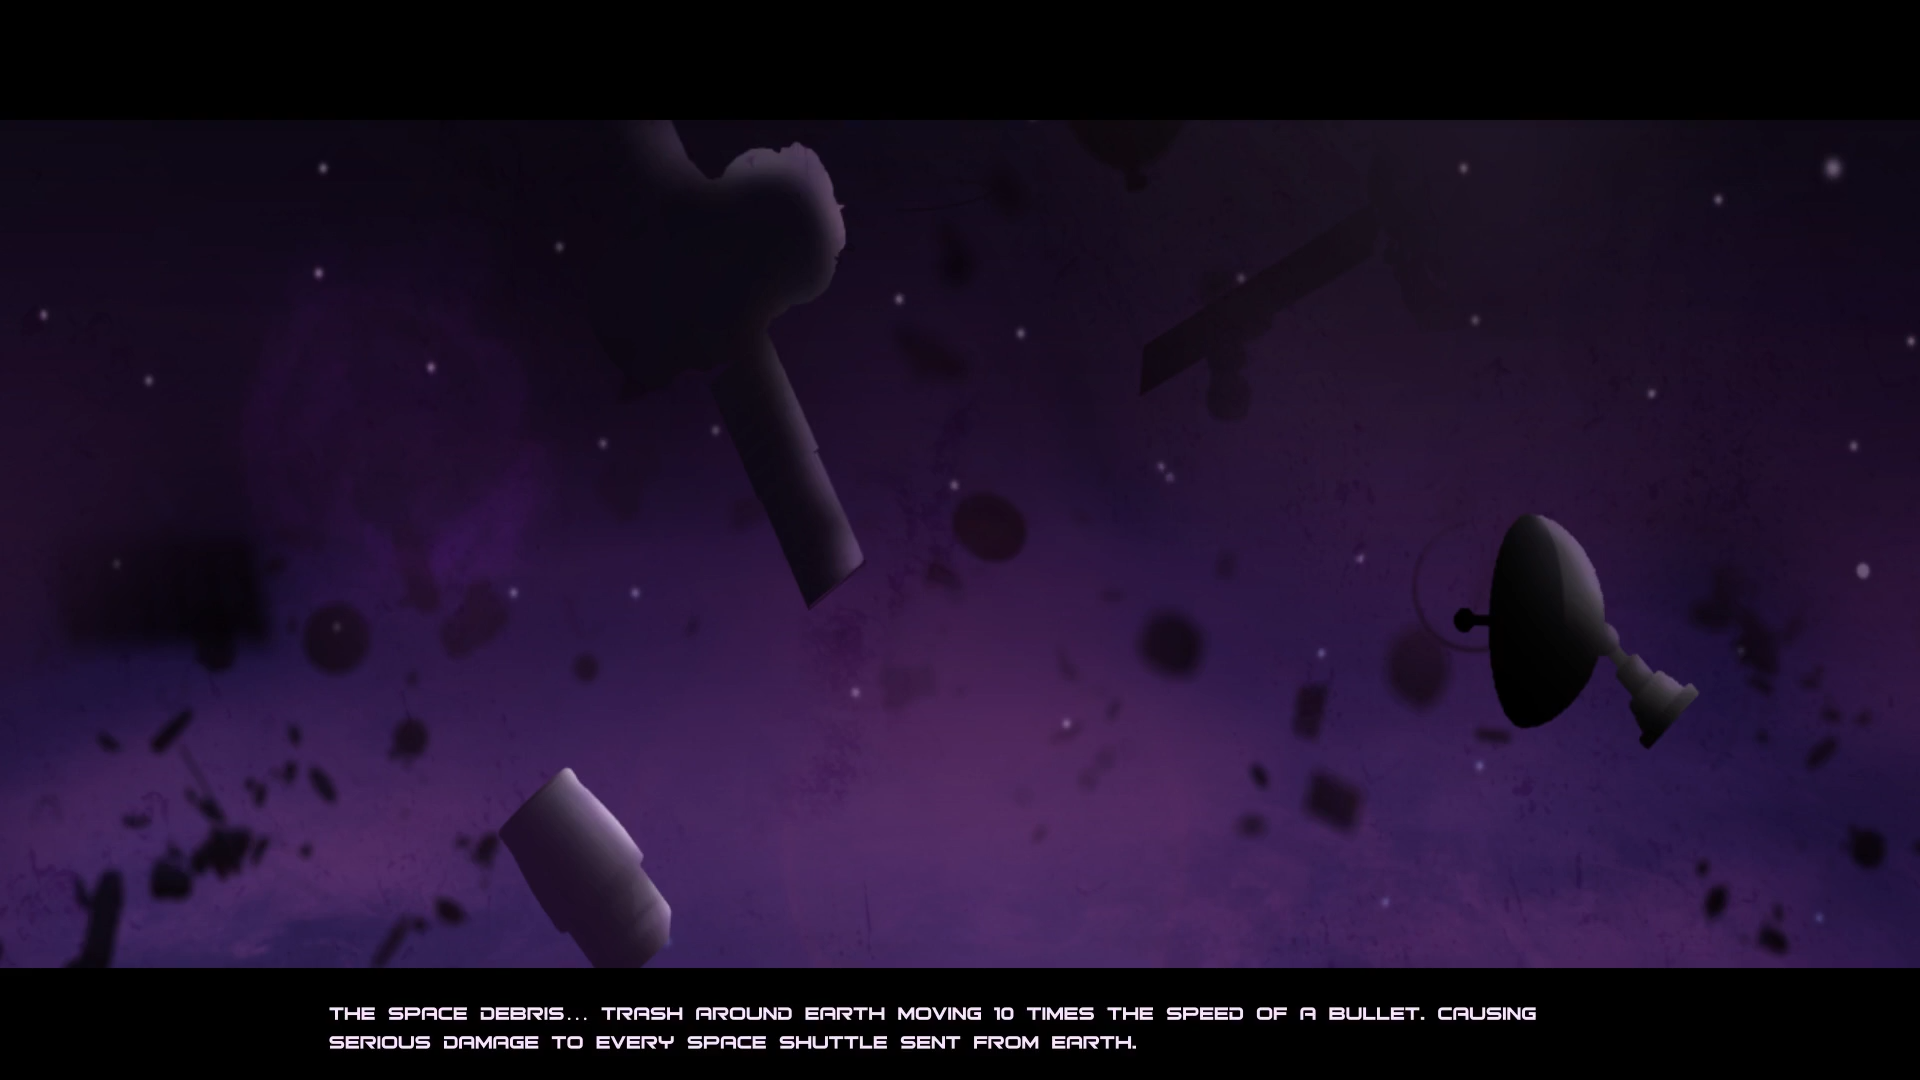 THE SPACE DEBRIS... TRASH AROUND EARTH MOVING 10 TIMES THE SPEED OF A BULLET. CAUSING
SERIOUS DAMAGE TO EVERY SPACE SHUTTLE SENT FROM EARTH.